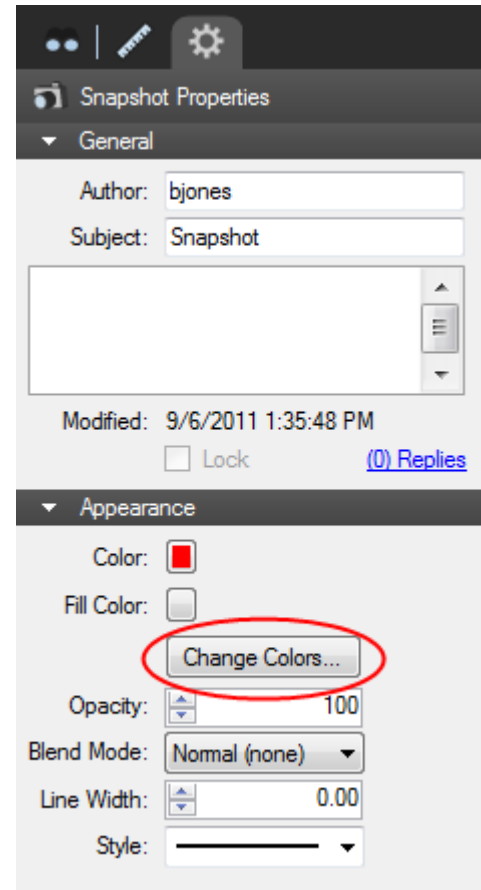 Snapshot Properties
General
Author: bjones
Subject: Snapshot
Modified: 9/6/2011 1:35:48 PM
Lock (0) Replies
Appearance
Color:
Fill Color:
Change Colors...
Opacity: 100
Blend Mode: Normal (none)
Line Width: 0.00
Style: